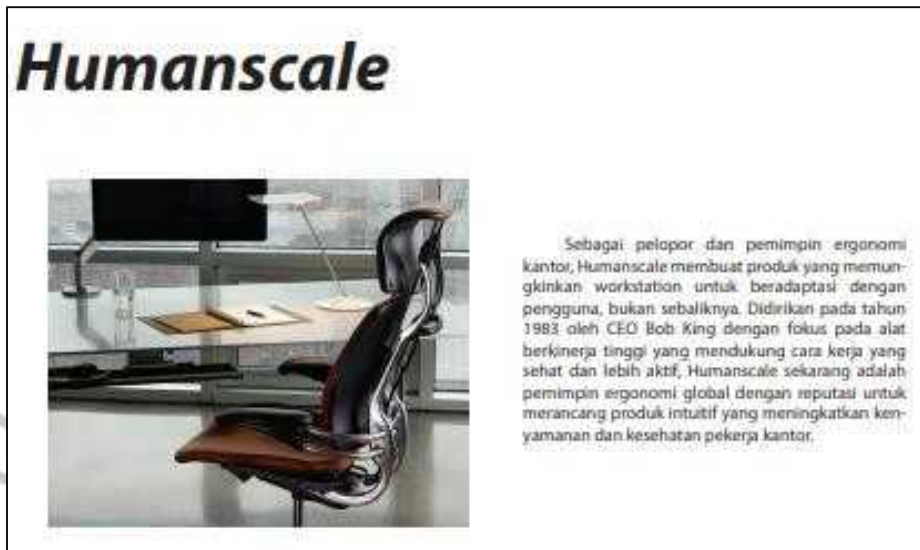 Humanscale
Sebagai pelopor dan pemimpin ergonomi
kantor, Humanscale membuat produk yang memun-
gkinkan workstation untuk beradaptasi dengan
pengguna, bukan sebaliknya. Didirikan pada tahun
1983 oleh CEO Bob King dengan fokus pada alat
berkinerja tinggi yang mendukung cara kerja yang
sehat dan lebih aktif, Humanscale sekarang adalah
pemimpin ergonomi global dengan reputasi untuk
merancang produk intuitif yang meningkatkan ken-
yamanan dan kesehatan pekerja kantor.